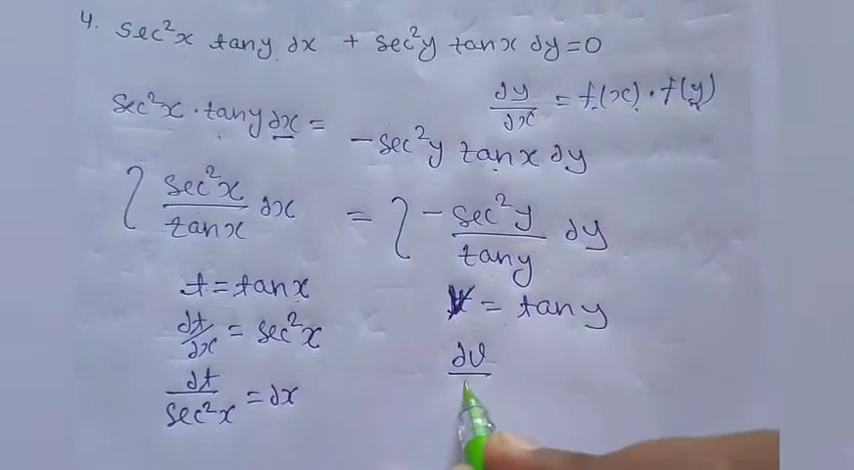 4. sec²x tany dx + sec²y tanx dy = 0
dy/dx = f(x) · f(y)
sec²x · tany dx = - sec²y tanx dy
∫ sec²x/tanx dx = ∫ - sec²y/tany dy
t = tanx
v = tany
dt/dx = sec²x
dv
dt/sec²x = dx